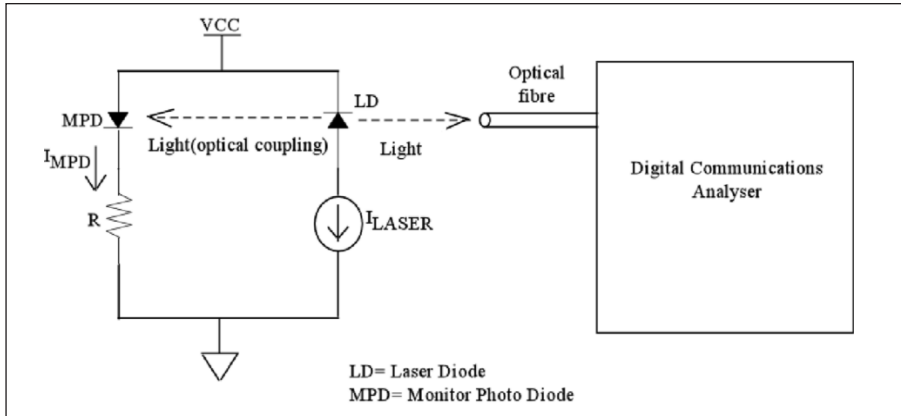 VCC
LD
MPD
Light(optical coupling)
Light
Optical
fibre
I_MPD
R
I_LASER
Digital Communications
Analyser
LD= Laser Diode
MPD= Monitor Photo Diode